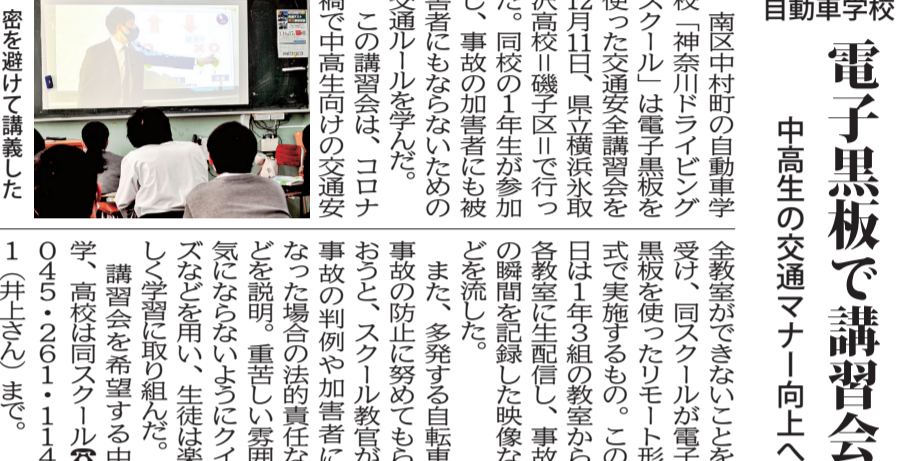 自動車学校
電子黒板で講習会
中高生の交通マナー向上へ
南区中村町の自動車学
校「神奈川ドライビング
スクール」は電子黒板を
使った交通安全講習会を
12月11日、県立横浜氷取
沢高校＝磯子区＝で行っ
た。同校の1年生が参加
し、事故の加害者にも被
害者にもならないための
交通ルールを学んだ。
この講習会は、コロナ
禍で中高生向けの交通安
全教室ができないことを
受け、同スクールが電子
黒板を使ったリモート形
式で実施するもの。この
日は1年3組の教室から
各教室に生配信し、事故
の瞬間を記録した映像な
どを流した。
また、多発する自転車
事故の防止に努めてもら
おうと、スクール教官が
事故の判例や加害者に
なった場合の法的責任な
どを説明。重苦しい雰囲
気にならないようにクイ
ズなどを用い、生徒は楽
しく学習に取り組んだ。
講習会を希望する中
学、高校は同スクール☎
045・261・114
1（井上さん）まで。
密を避けて講義した